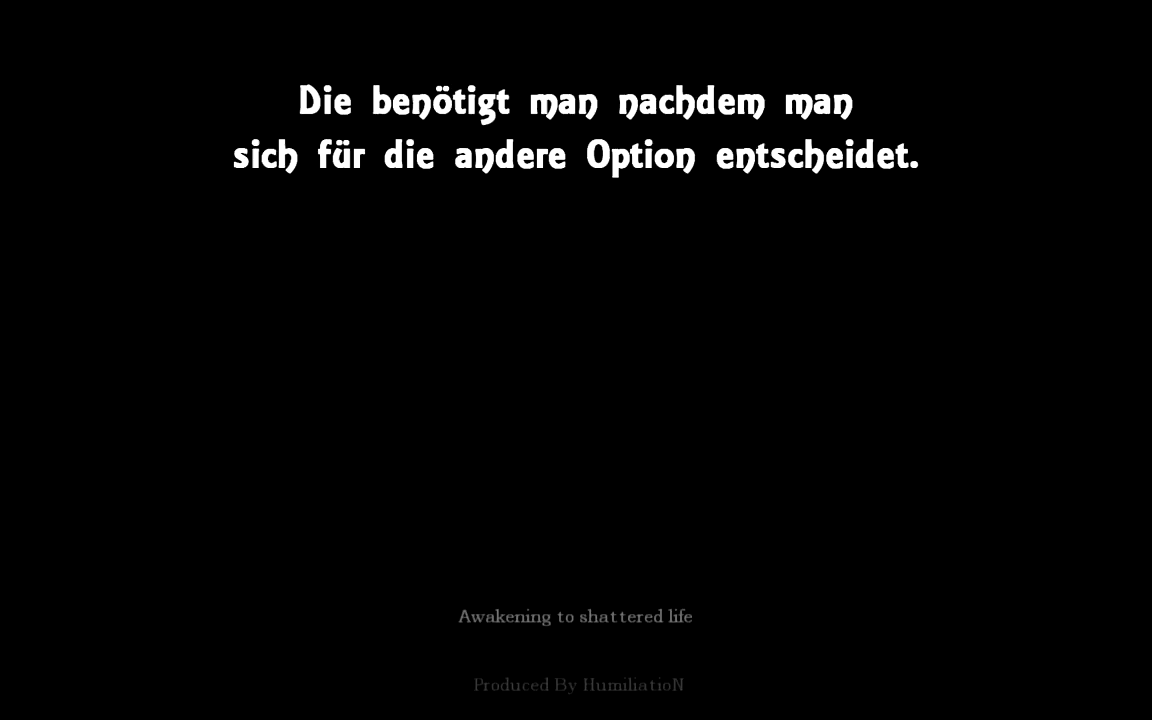 Die benötigt man nachdem man
sich für die andere Option entscheidet.
Awakening to shattered life
Produced By HumiliatioN